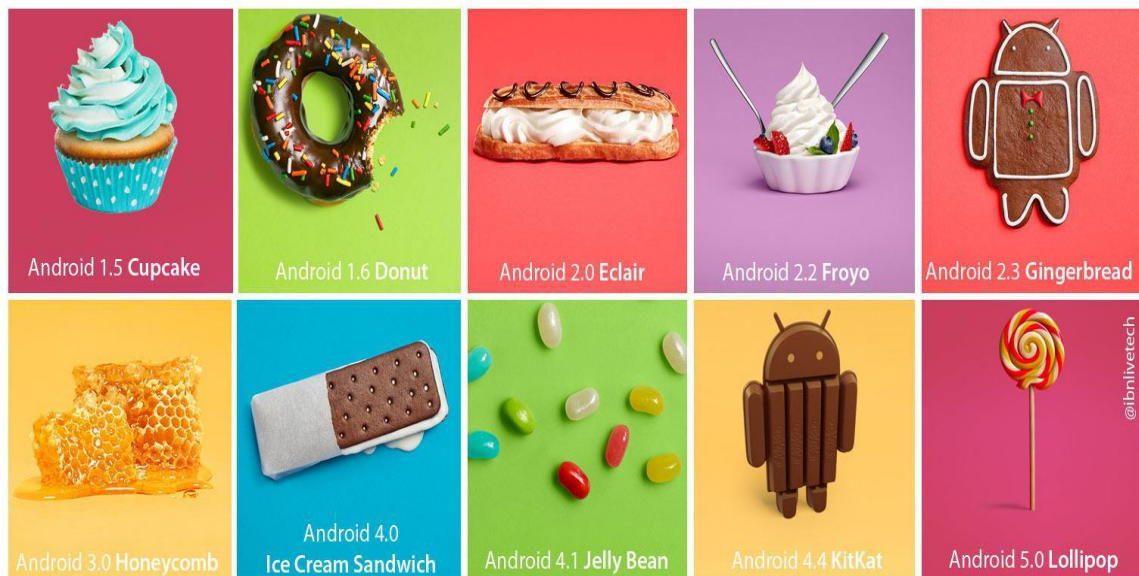 Android 1.5 Cupcake
Android 1.6 Donut
Android 2.0 Eclair
Android 2.2 Froyo
Android 2.3 Gingerbread
Android 3.0 Honeycomb
Android 4.0
Ice Cream Sandwich
Android 4.1 Jelly Bean
Android 4.4 KitKat
Android 5.0 Lollipop
@ibnlivetech